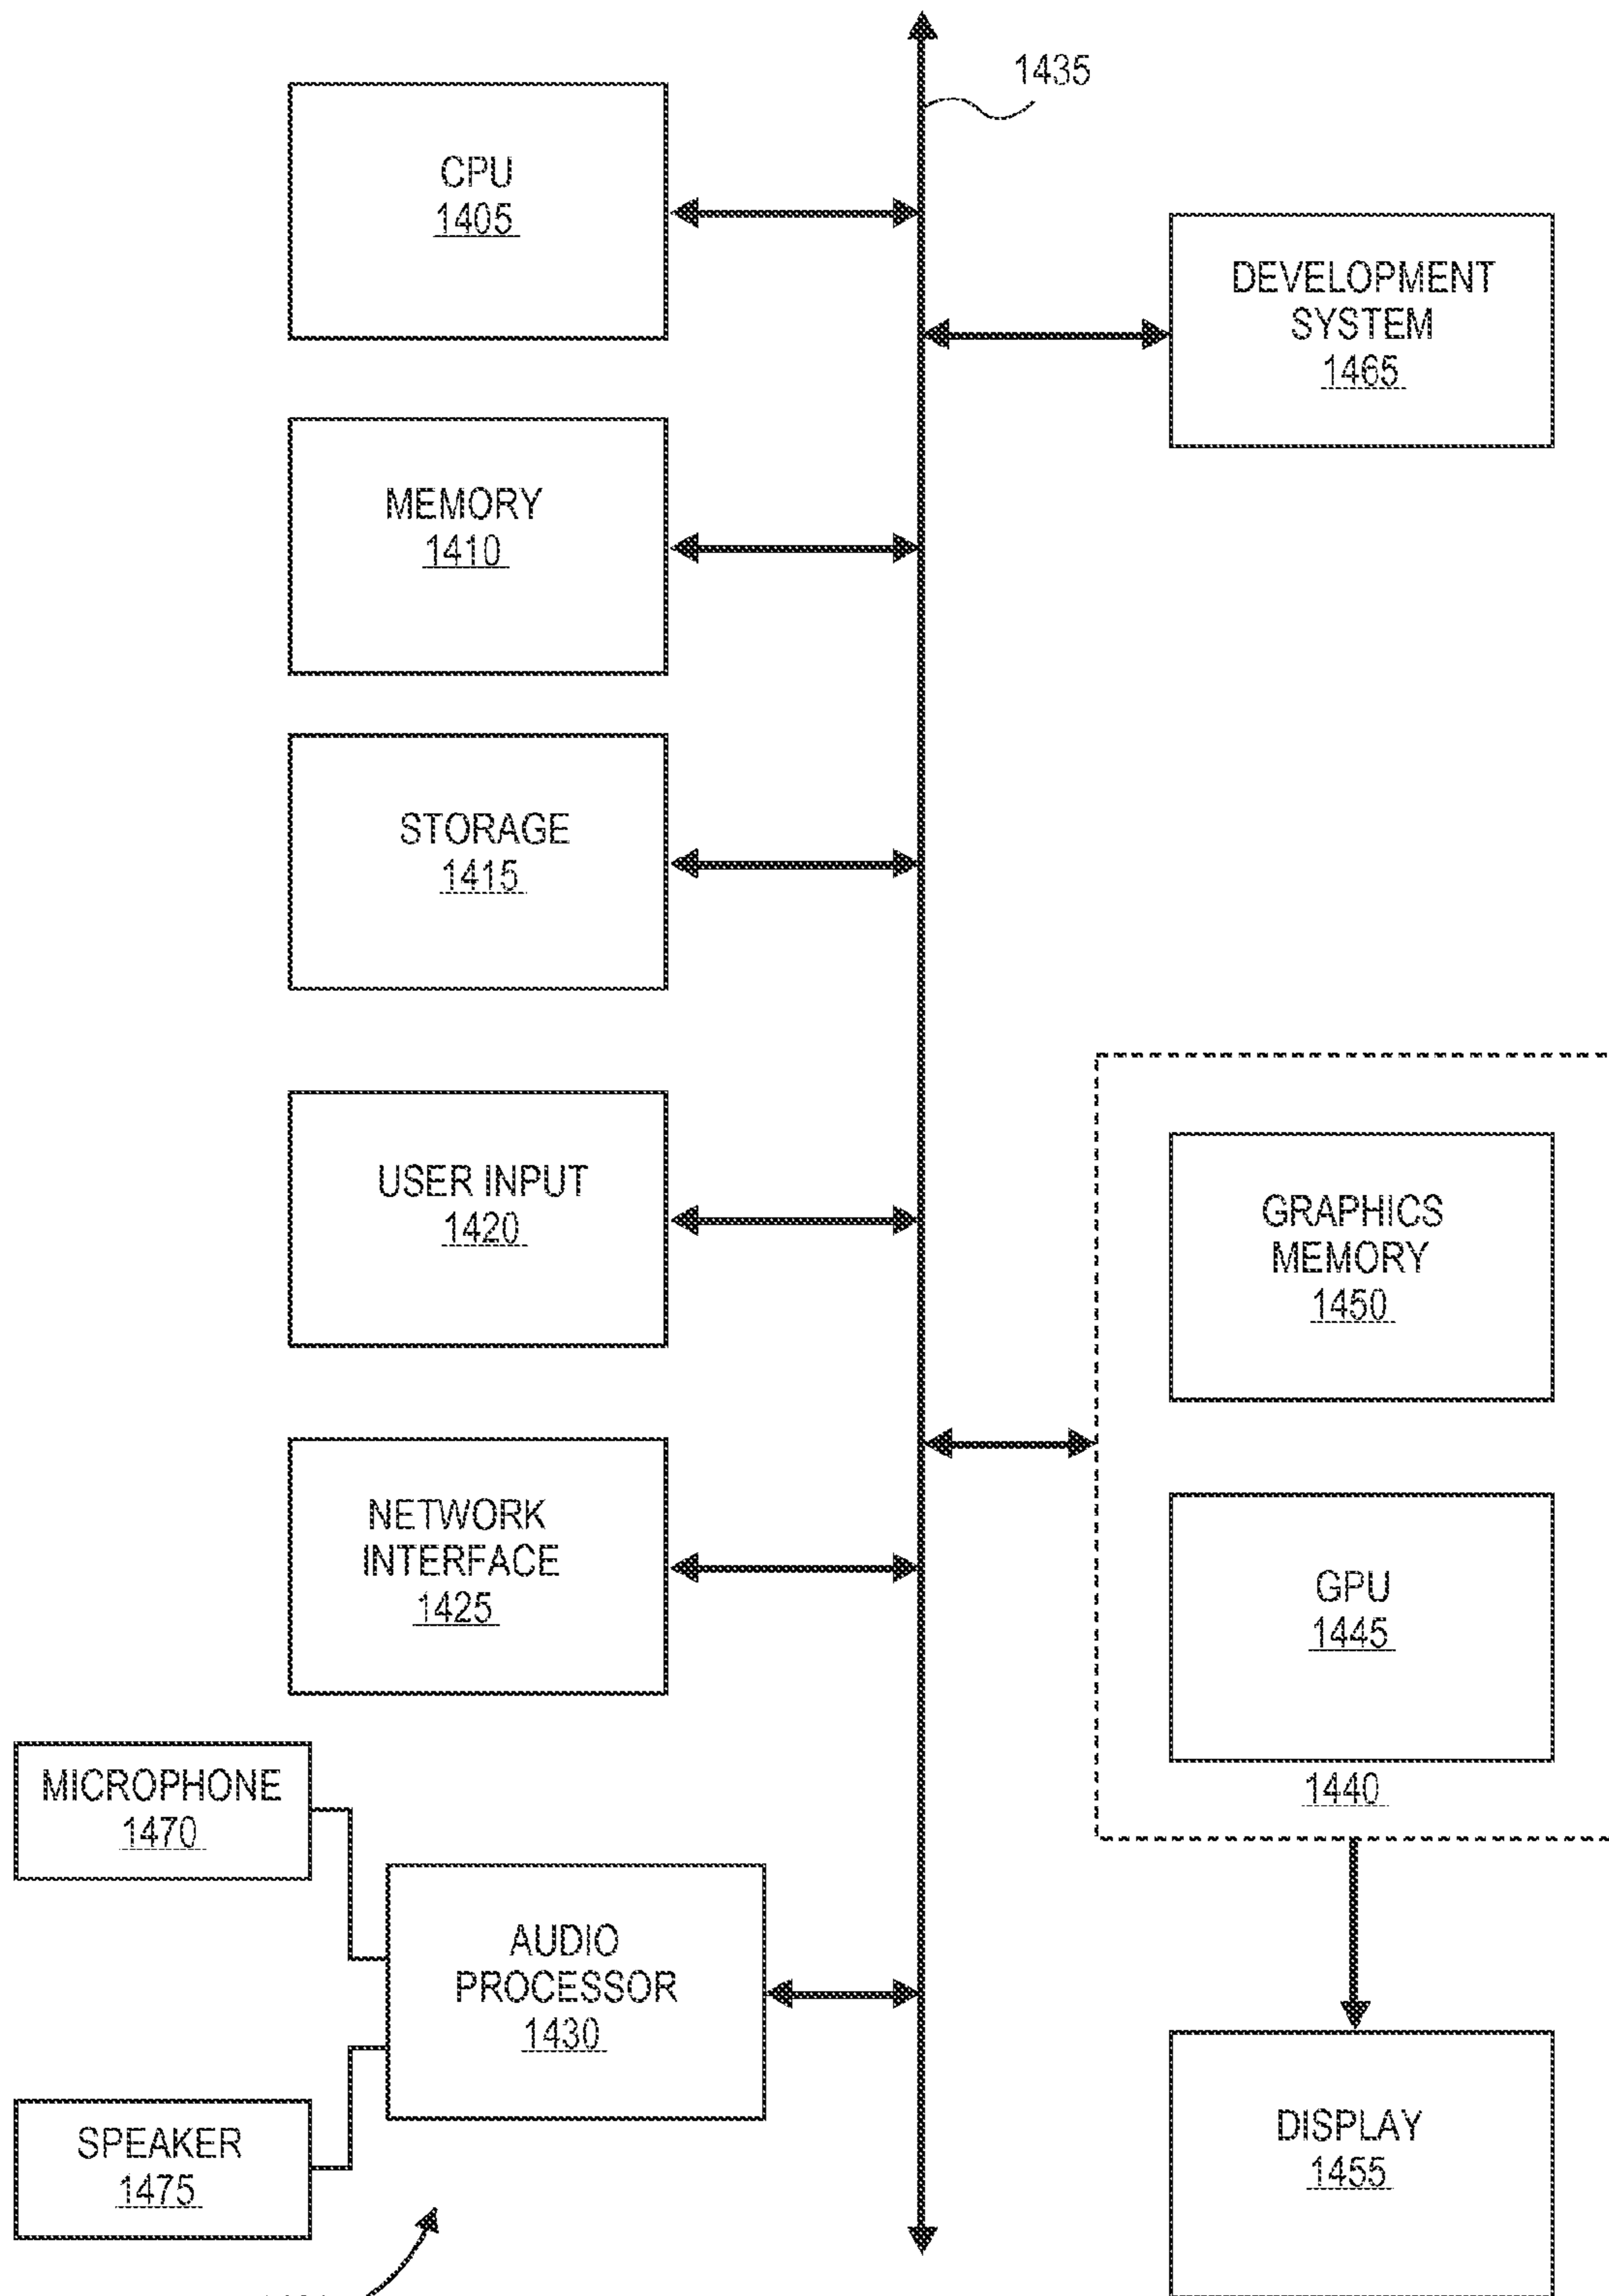 1435
CPU
1405
DEVELOPMENT
SYSTEM
1465
MEMORY
1410
STORAGE
1415
USER INPUT
1420
GRAPHICS
MEMORY
1450
NETWORK
INTERFACE
1425
GPU
1445
1440
MICROPHONE
1470
AUDIO
PROCESSOR
1430
SPEAKER
1475
DISPLAY
1455